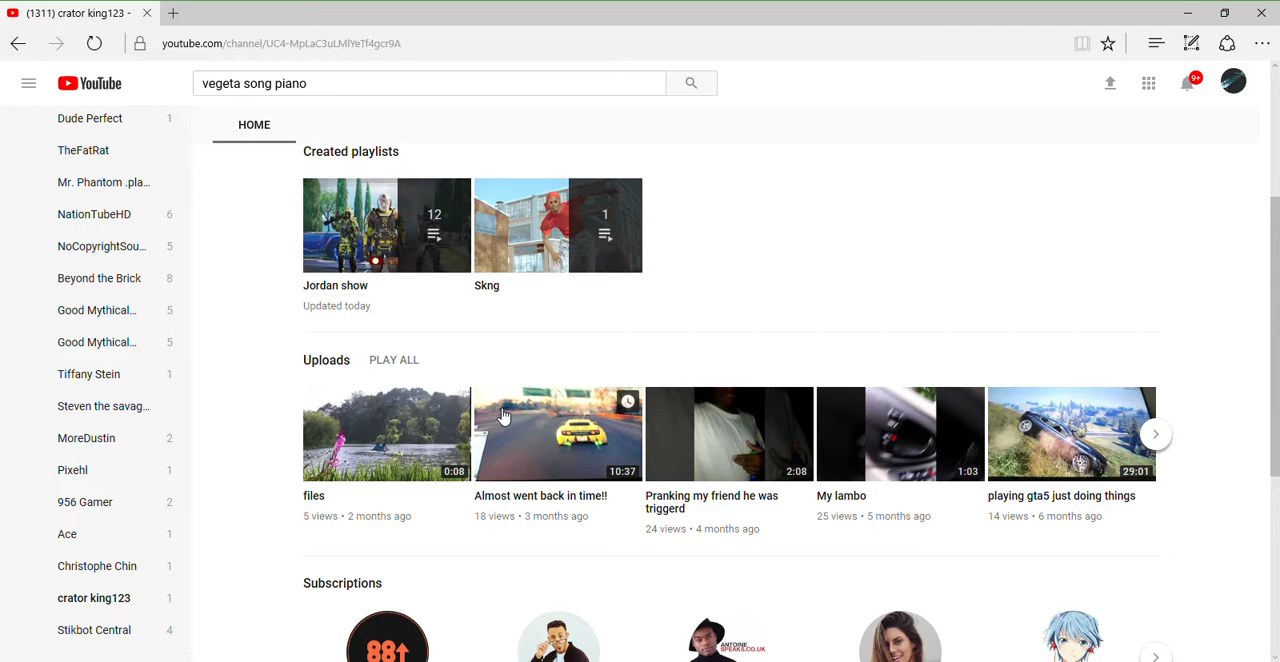 (1311) crator king123 -
youtube.com/channel/UC4-MpLaC3uLMlYeTf4gcr9A
YouTube
vegeta song piano
9+
HOME
Dude Perfect 1
TheFatRat
Mr. Phantom .pla...
NationTubeHD 6
NoCopyrightSou... 5
Beyond the Brick 8
Good Mythical... 5
Good Mythical... 5
Tiffany Stein 1
Steven the savag...
MoreDustin 2
Pixehl 1
956 Gamer 2
Ace 1
Christophe Chin 1
crator king123 1
Stikbot Central 4
Created playlists
12
1
Jordan show
Skng
Updated today
Uploads PLAY ALL
0:08
10:37
2:08
1:03
29:01
files
5 views • 2 months ago
Almost went back in time!!
18 views • 3 months ago
Pranking my friend he was
triggerd
24 views • 4 months ago
My lambo
25 views • 5 months ago
playing gta5 just doing things
14 views • 6 months ago
Subscriptions
88↑
ANTOINE
SPEAKS.CO.UK